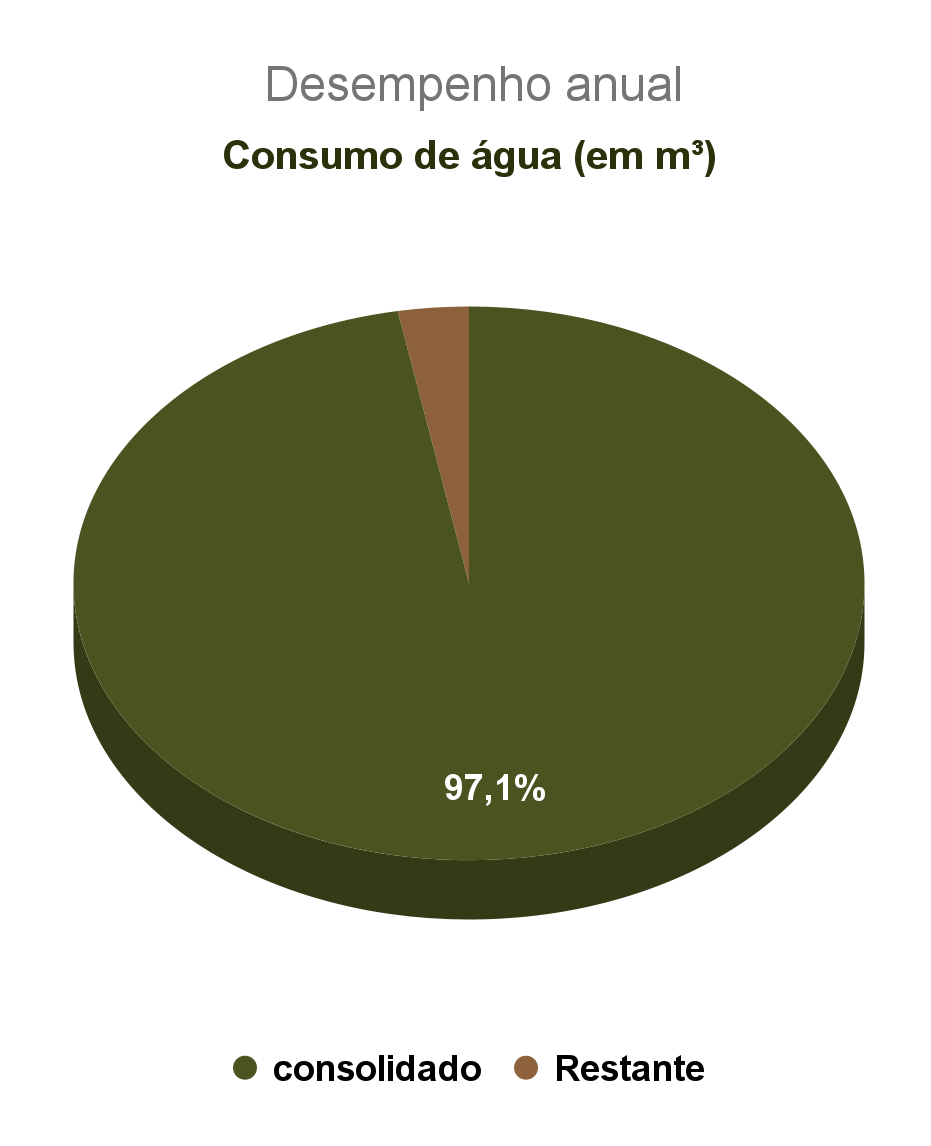 Desempenho anual
Consumo de água (em m³)
97,1%
consolidado Restante